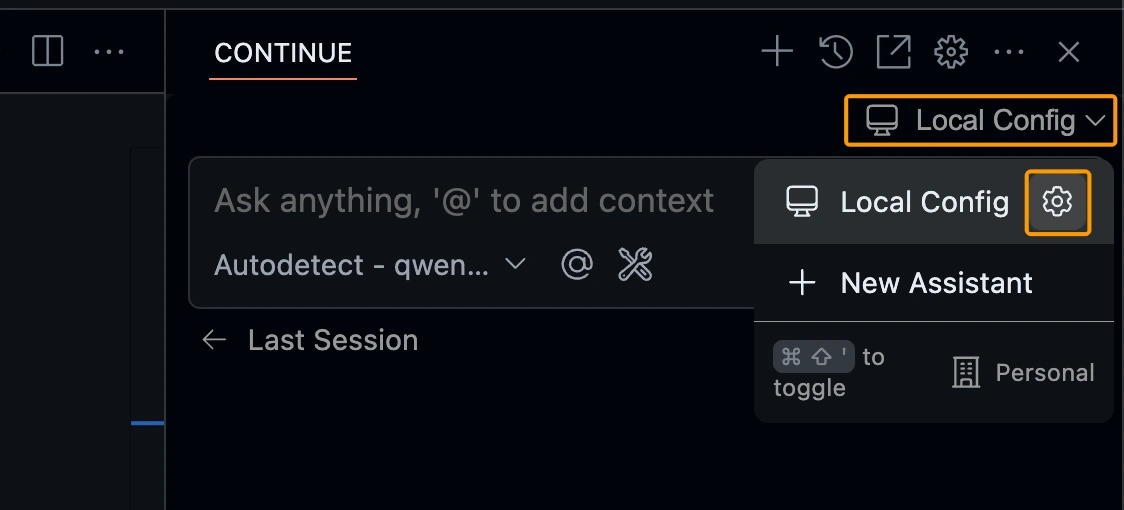 CONTINUE
Local Config
Ask anything, '@' to add context
Local Config
Autodetect - qwen...
New Assistant
Last Session
⌘ ⇧ ' to
toggle
Personal